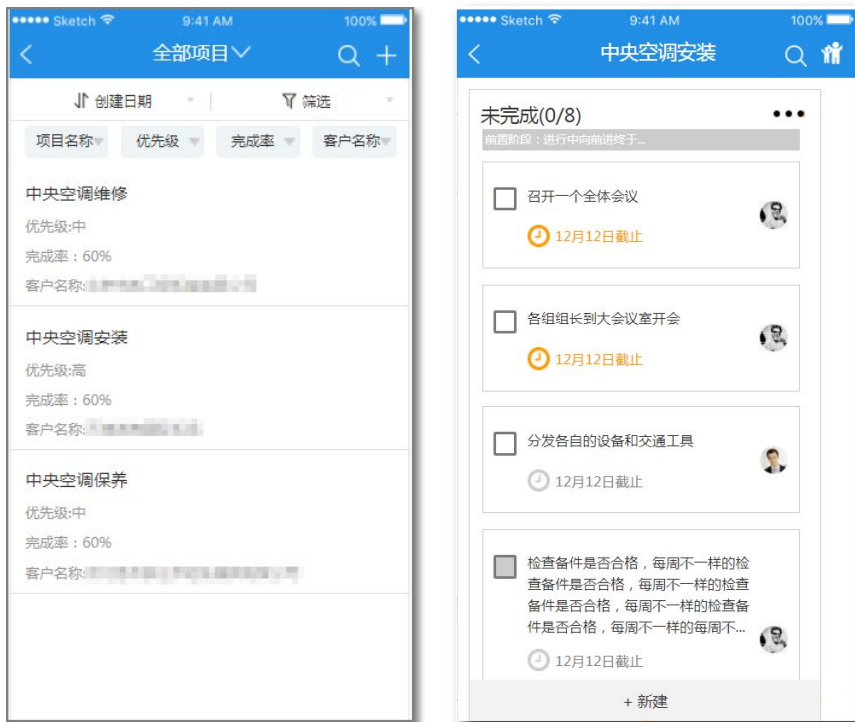 Sketch 9:41 AM 100%
全部项目
创建日期 筛选
项目名称 优先级 完成率 客户名称
中央空调维修
优先级:中
完成率：60%
客户名称:
中央空调安装
优先级:高
完成率：60%
客户名称:
中央空调保养
优先级:中
完成率：60%
客户名称:
Sketch 9:41 AM 100%
中央空调安装
未完成(0/8)
前置阶段：进行中向前进终于...
召开一个全体会议
12月12日截止
各组组长到大会议室开会
12月12日截止
分发各自的设备和交通工具
12月12日截止
检查备件是否合格，每周不一样的检
查备件是否合格，每周不一样的检查
备件是否合格，每周不一样的检查备
件是否合格，每周不一样的每周不...
12月12日截止
+ 新建